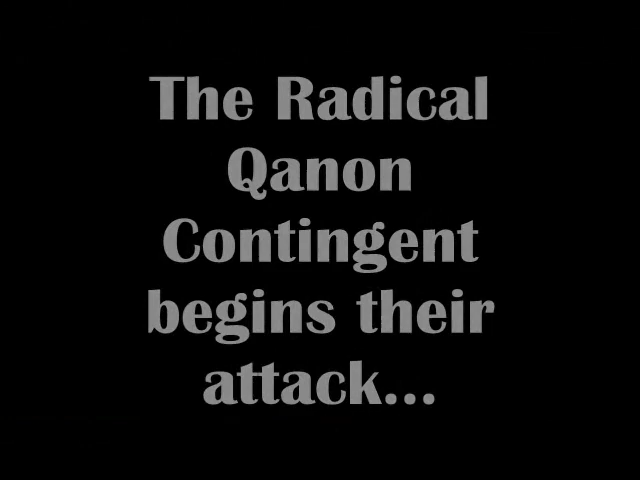 The Radical
Qanon
Contingent
begins their
attack...